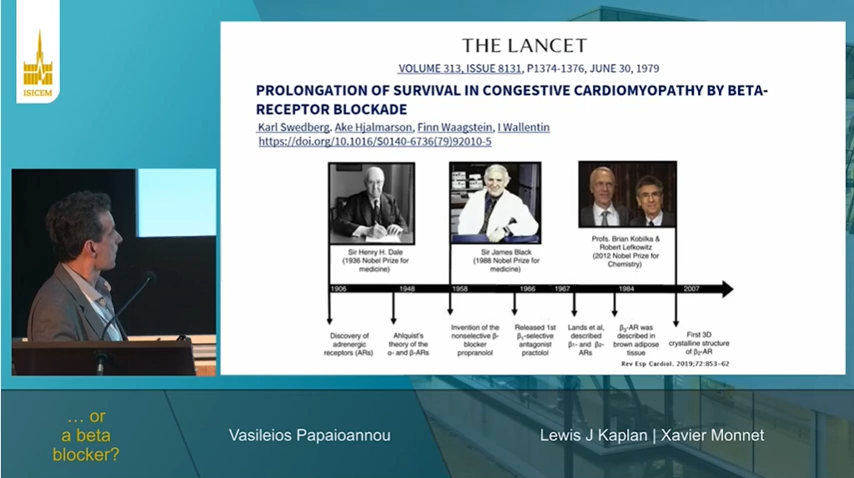 ISICEM
THE LANCET
VOLUME 313, ISSUE 8131, P1374-1376, JUNE 30, 1979
PROLONGATION OF SURVIVAL IN CONGESTIVE CARDIOMYOPATHY BY BETA-
RECEPTOR BLOCKADE
Karl Swedberg. Ake Hjalmarson, Finn Waagstein, I Wallentin
https://doi.org/10.1016/S0140-6736(79)92010-5
Sir Henry H. Dale
(1936 Nobel Prize for
medicine)
Sir James Black
(1988 Nobel Prize for
medicine)
Profs. Brian Kobilka &
Robert Lefkowitz
(2012 Nobel Prize for
Chemistry)
1906
1948
1958
1966
1967
1984
2007
Discovery of
adrenergic
receptors (ARs)
Ahlquist's
theory of the
α- and β-ARs
Invention of the
nonselective β-
blocker
propranolol
Released 1st
β₁-selective
antagonist
practolol
Lands et al,
described
β₁- and β₂-
ARs
β₃-AR was
described in
brown adipose
tissue
First 3D
crystalline structure
of β₂-AR
Rev Esp Cardiol. 2019;72:853–62
… or
a beta
blocker?
Vasileios Papaioannou
Lewis J Kaplan | Xavier Monnet